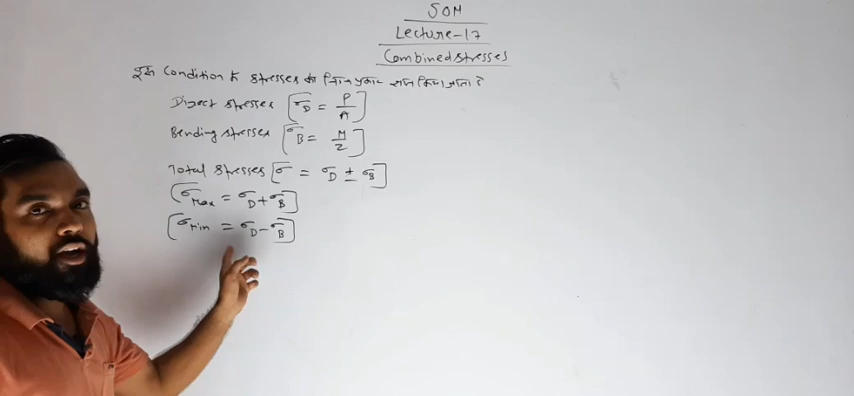 SOM
Lecture-17
Combined stresses
इस Condition के stresses को निम्न प्रकार ज्ञात किया जाता है
Direct stresses [σD = P/A]
Bending stresses [σB = M/Z]
Total stresses [σ = σD ± σB]
[σMax = σD + σB]
[σMin = σD - σB]